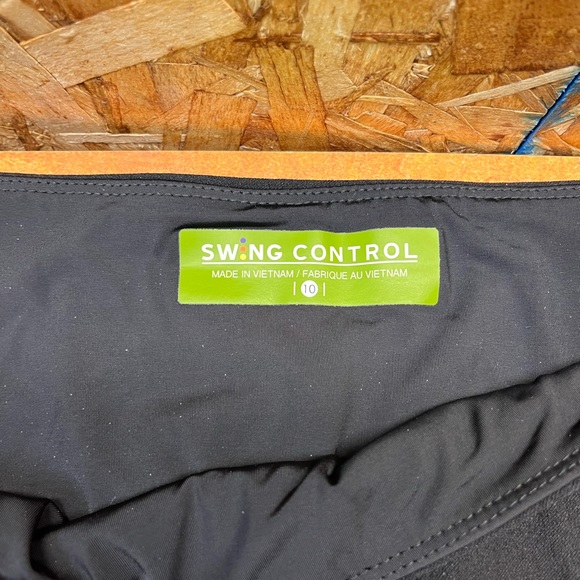 SWING CONTROL
MADE IN VIETNAM / FABRIQUE AU VIETNAM
| 10 |